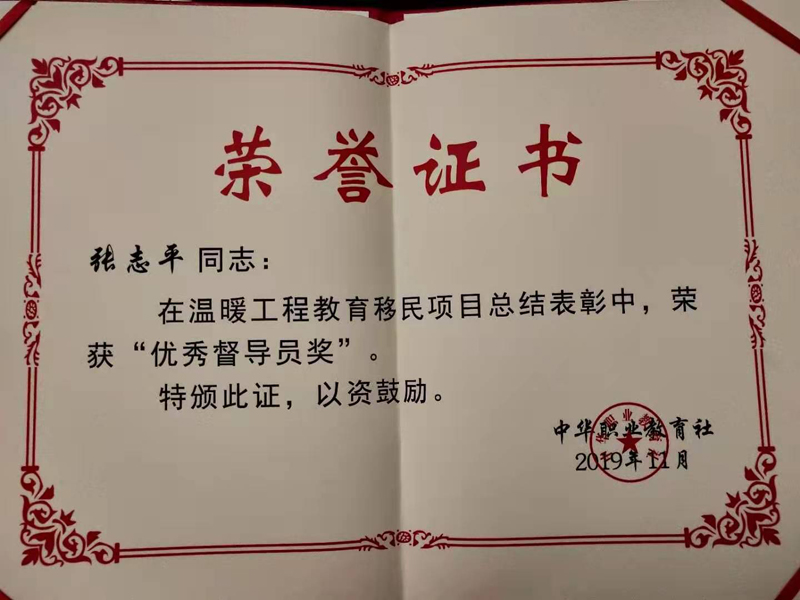 荣誉证书
张志平同志：
在温暖工程教育移民项目总结表彰中，荣
获“优秀督导员奖”。
特颁此证，以资鼓励。
中华职业教育社
2019年11月